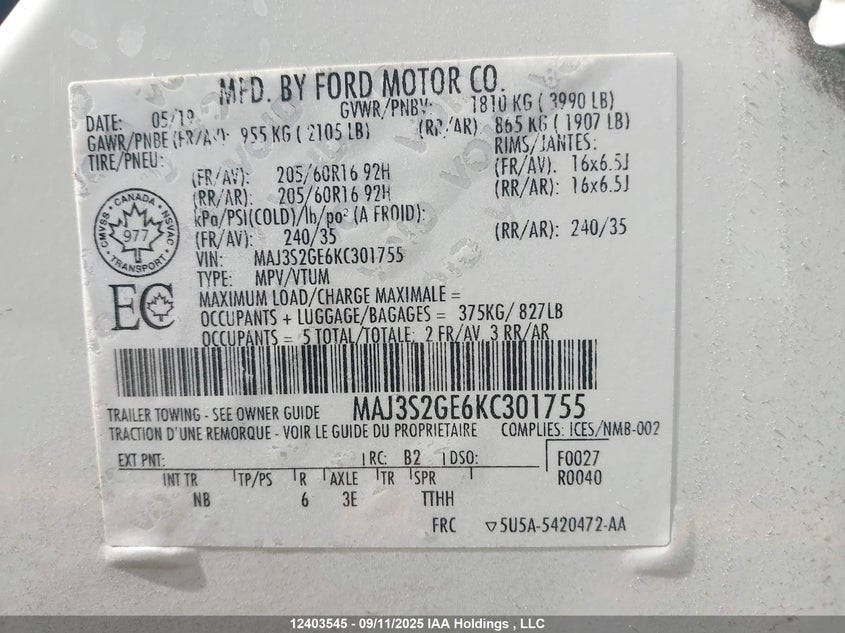 MFD. BY FORD MOTOR CO.
DATE: 05/19 GVWR/PNBV: 1810 KG ( 3990 LB)
GAWR/PNBE (FR/AV): 955 KG ( 2105 LB) (RR/AR): 865 KG ( 1907 LB)
TIRE/PNEU: RIMS/JANTES:
(FR/AV): 205/60R16 92H (FR/AV). 16x6.5J
(RR/AR): 205/60R16 92H (RR/AR): 16x6.5J
kPa/PSI(COLD)/lb/po² (A FROID):
(FR/AV): 240/35 (RR/AR): 240/35
CMVSS • CANADA • NSVAC
977
TRANSPORT
VIN: MAJ3S2GE6KC301755
TYPE: MPV/VTUM
EC
MAXIMUM LOAD/CHARGE MAXIMALE =
OCCUPANTS + LUGGAGE/BAGAGES = 375KG/ 827LB
OCCUPANTS = 5 TOTAL/TOTALE: 2 FR/AV 3 RR/AR
TRAILER TOWING - SEE OWNER GUIDE MAJ3S2GE6KC301755
TRACTION D'UNE REMORQUE - VOIR LE GUIDE DU PROPRIETAIRE COMPLIES: ICES/NMB-002
EXT PNT: RC: B2 DSO: F0027
R0040
INT TR TP/PS R AXLE TR SPR
NB 6 3E TTHH
FRC ▽5U5A-5420472-AA
12403545 - 09/11/2025 IAA Holdings , LLC